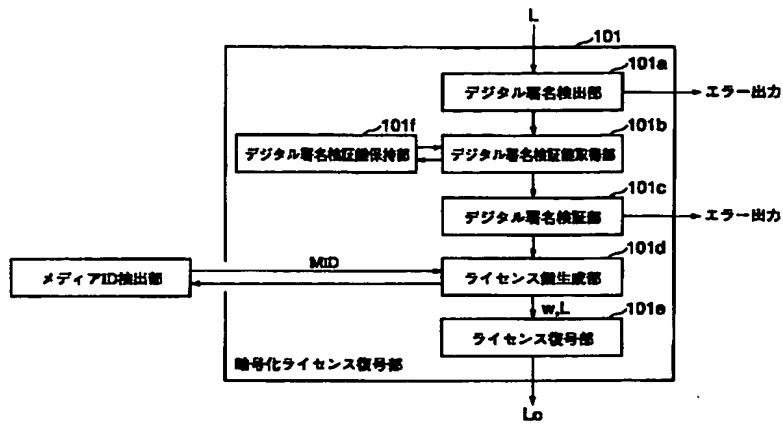 L
101
101a
デジタル署名検出部
エラー出力
101f
101b
デジタル署名検証鍵保持部
デジタル署名検証鍵取得部
101c
デジタル署名検証部
エラー出力
101d
メディアID検出部
MID
ライセンス鍵生成部
w,L
101e
ライセンス復号部
暗号化ライセンス復号部
Lc